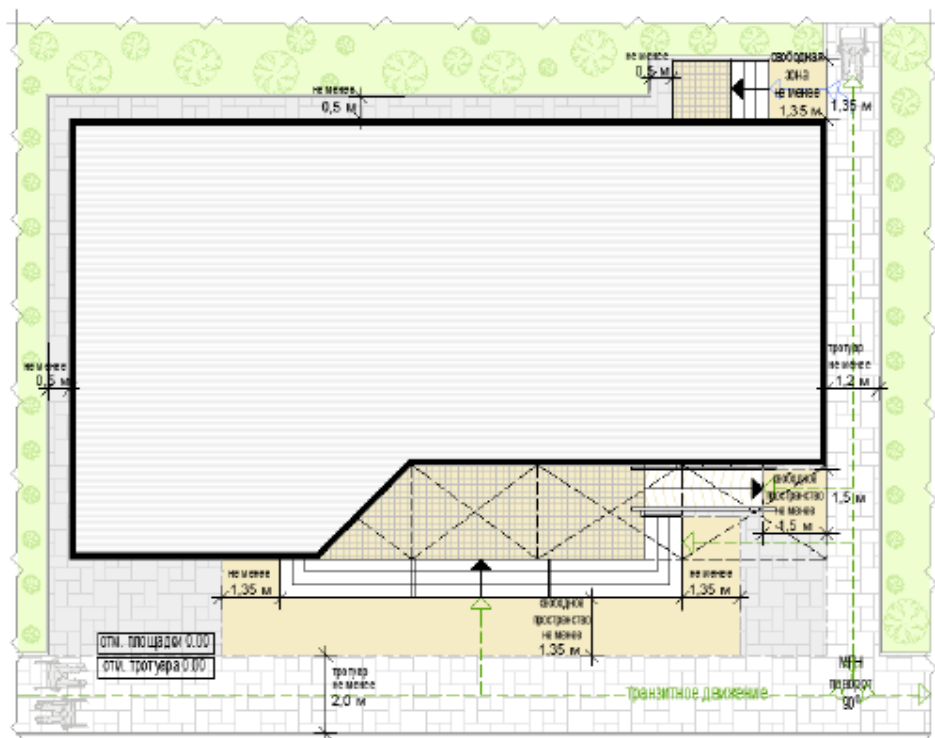 не менее
0,5 м
свободная
зона
не менее
1,35 м
1,35 м
не менее
0,5 м
не менее
0,5 м
тротуар
не менее
1,2 м
свободное
пространство
не менее
1,5 м
1,5 м
не менее
1,35 м
не менее
1,35 м
свободное
пространство
не менее
1.35 м
отм. площадки 0.00
отм. тротуара 0.00
тротуар
не менее
2,0 м
транзитное движение
МГН
поворот
90°